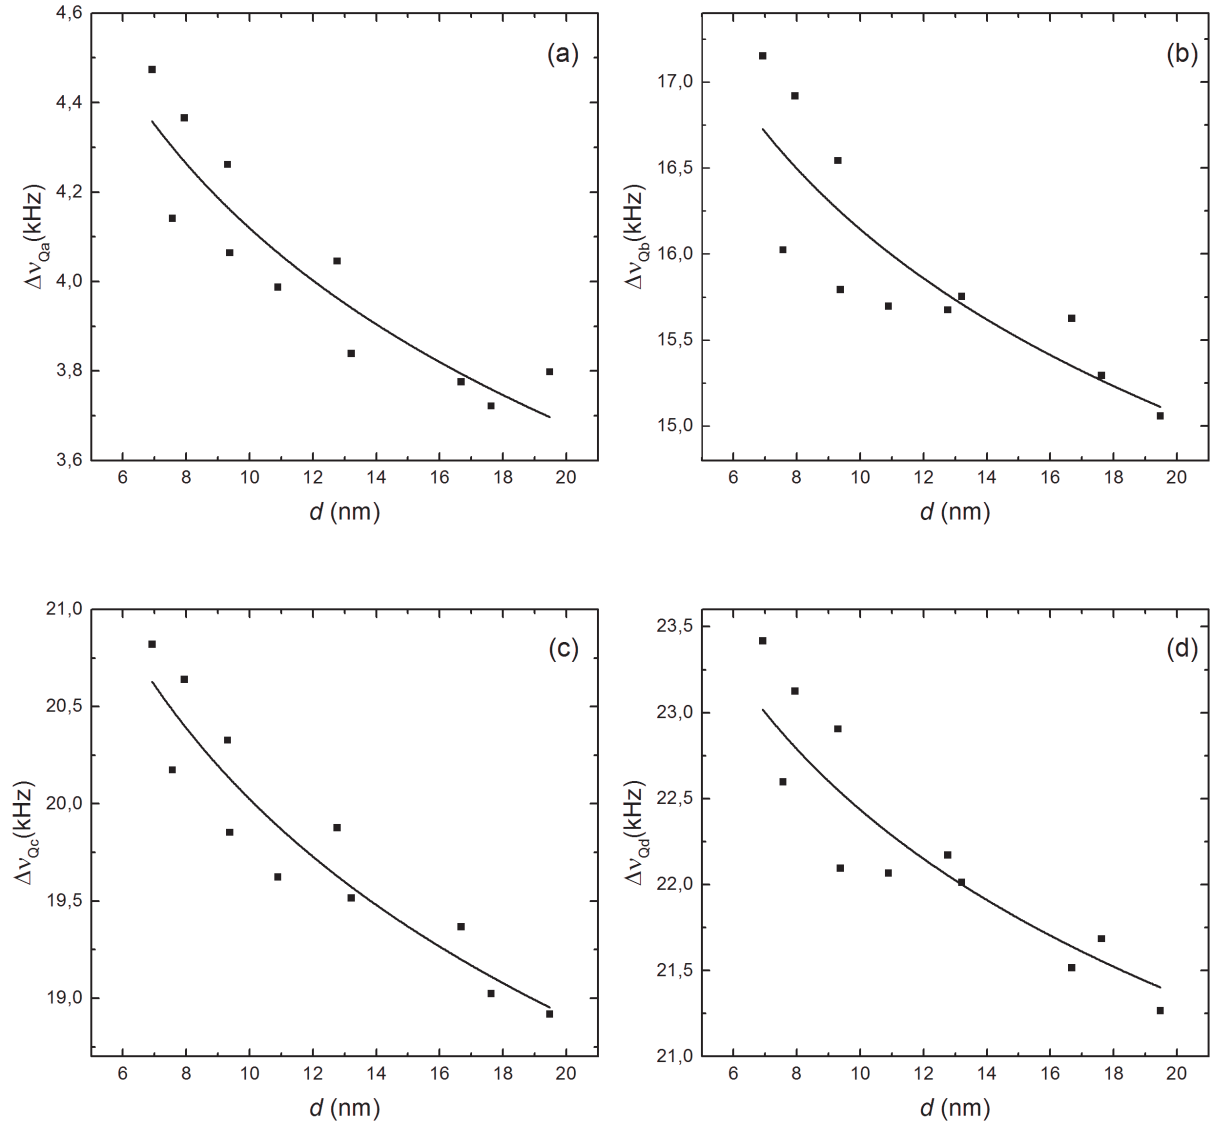 (a)
4,6
4,4
4,2
4,0
3,8
3,6
Δν_Qa(kHz)
6 8 10 12 14 16 18 20
d (nm)
(b)
17,0
16,5
16,0
15,5
15,0
Δν_Qb(kHz)
6 8 10 12 14 16 18 20
d (nm)
(c)
21,0
20,5
20,0
19,5
19,0
Δν_Qc(kHz)
6 8 10 12 14 16 18 20
d (nm)
(d)
23,5
23,0
22,5
22,0
21,5
21,0
Δν_Qd(kHz)
6 8 10 12 14 16 18 20
d (nm)